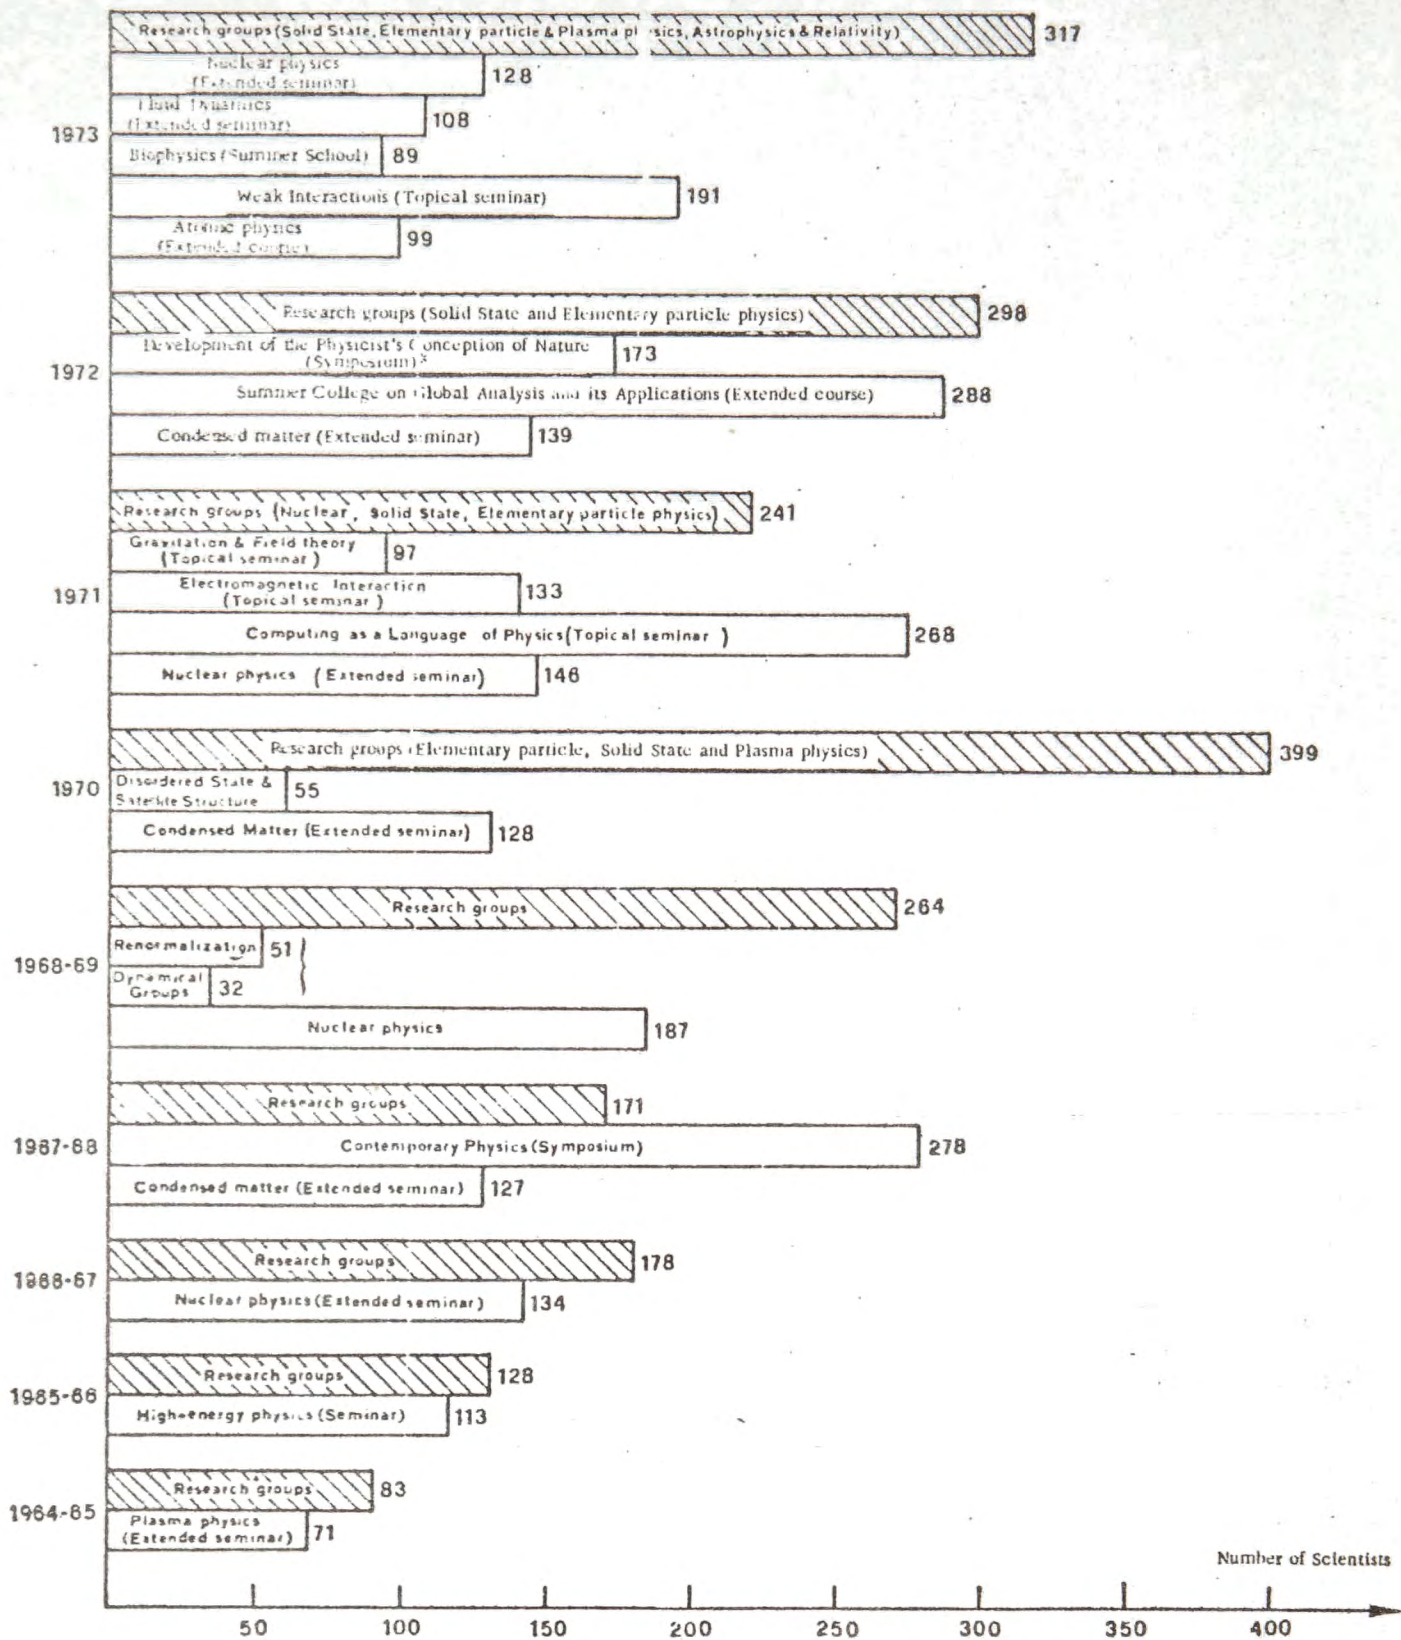 Research groups (Solid State, Elementary particle & Plasma pl sics, Astrophysics & Relativity) 317
Nuclear physics
(Extended seminar) 128
Fluid Dynamics
(Extended seminar) 108
1973
Biophysics (Summer School) 89
Weak Interactions (Topical seminar) 191
Atomic physics
(Extended course) 99
Research groups (Solid State and Elementary particle physics) 298
Development of the Physicist's Conception of Nature
(Symposium)x 173
1972
Summer College on Global Analysis and its Applications (Extended course) 288
Condensed matter (Extended seminar) 139
Research groups (Nuclear, Solid State, Elementary particle physics) 241
Gravitation & Field theory
(Topical seminar) 97
Electromagnetic Interaction
(Topical seminar) 133
1971
Computing as a Language of Physics (Topical seminar) 268
Nuclear physics (Extended seminar) 146
Research groups (Elementary particle, Solid State and Plasma physics) 399
1970
Disordered State &
Satellite Structure 55
Condensed Matter (Extended seminar) 128
Research groups 264
Renormalization 51
1968-69
Dynamical
Groups 32
Nuclear physics 187
Research groups 171
1967-68
Contemporary Physics (Symposium) 278
Condensed matter (Extended seminar) 127
Research groups 178
1966-67
Nuclear physics (Extended seminar) 134
Research groups 128
1965-66
High-energy physics (Seminar) 113
Research groups 83
1964-65
Plasma physics
(Extended seminar) 71
Number of Scientists
50 100 150 200 250 300 350 400